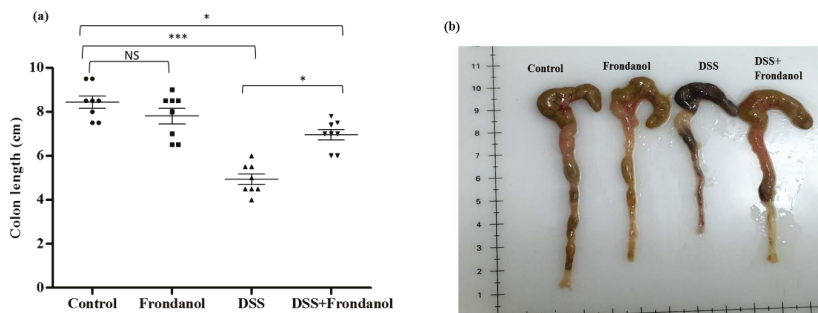 (a)
*
***
NS
*
Colon length (cm)
10
8
6
4
2
0
Control
Frondanol
DSS
DSS+Frondanol
(b)
Control
Frondanol
DSS
DSS+
Frondanol
11
10
9
8
7
6
5
4
3
2
1